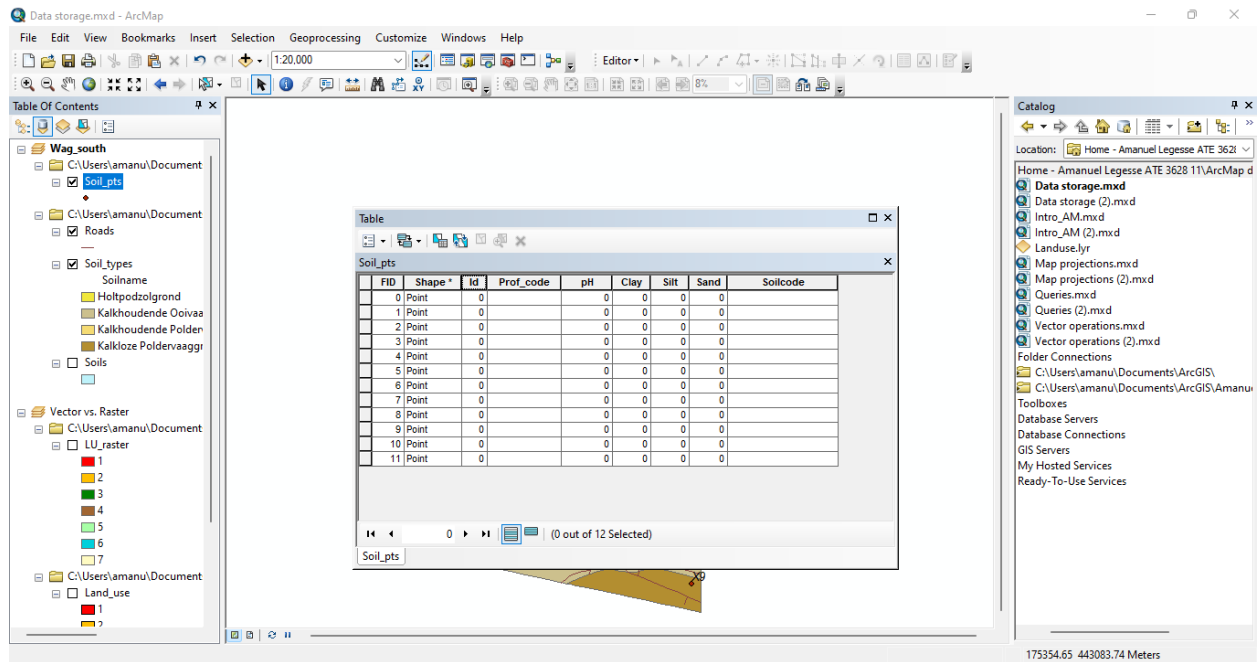 Data storage.mxd - ArcMap
File Edit View Bookmarks Insert Selection Geoprocessing Customize Windows Help
1:20,000
Editor
8%
Table Of Contents
Wag_south
C:\Users\amanu\Document
Soil_pts
C:\Users\amanu\Document
Roads
Soil_types
Soilname
Holtpodzolgrond
Kalkhoudende Ooivaa
Kalkhoudende Polder
Kalkloze Poldervaaggr
Soils
Vector vs. Raster
C:\Users\amanu\Document
LU_raster
1
2
3
4
5
6
7
C:\Users\amanu\Document
Land_use
1
2
Table
Soil_pts
FID Shape * Id Prof_code pH Clay Silt Sand Soilcode
0 Point 0 0 0 0 0
1 Point 0 0 0 0 0
2 Point 0 0 0 0 0
3 Point 0 0 0 0 0
4 Point 0 0 0 0 0
5 Point 0 0 0 0 0
6 Point 0 0 0 0 0
7 Point 0 0 0 0 0
8 Point 0 0 0 0 0
9 Point 0 0 0 0 0
10 Point 0 0 0 0 0
11 Point 0 0 0 0 0
0 (0 out of 12 Selected)
Soil_pts
X9
Catalog
Location: Home - Amanuel Legesse ATE 3628
Home - Amanuel Legesse ATE 3628 11\ArcMap d
Data storage.mxd
Data storage (2).mxd
Intro_AM.mxd
Intro_AM (2).mxd
Landuse.lyr
Map projections.mxd
Map projections (2).mxd
Queries.mxd
Queries (2).mxd
Vector operations.mxd
Vector operations (2).mxd
Folder Connections
C:\Users\amanu\Documents\ArcGIS\
C:\Users\amanu\Documents\ArcGIS\Amanu
Toolboxes
Database Servers
Database Connections
GIS Servers
My Hosted Services
Ready-To-Use Services
175354.65 443083.74 Meters